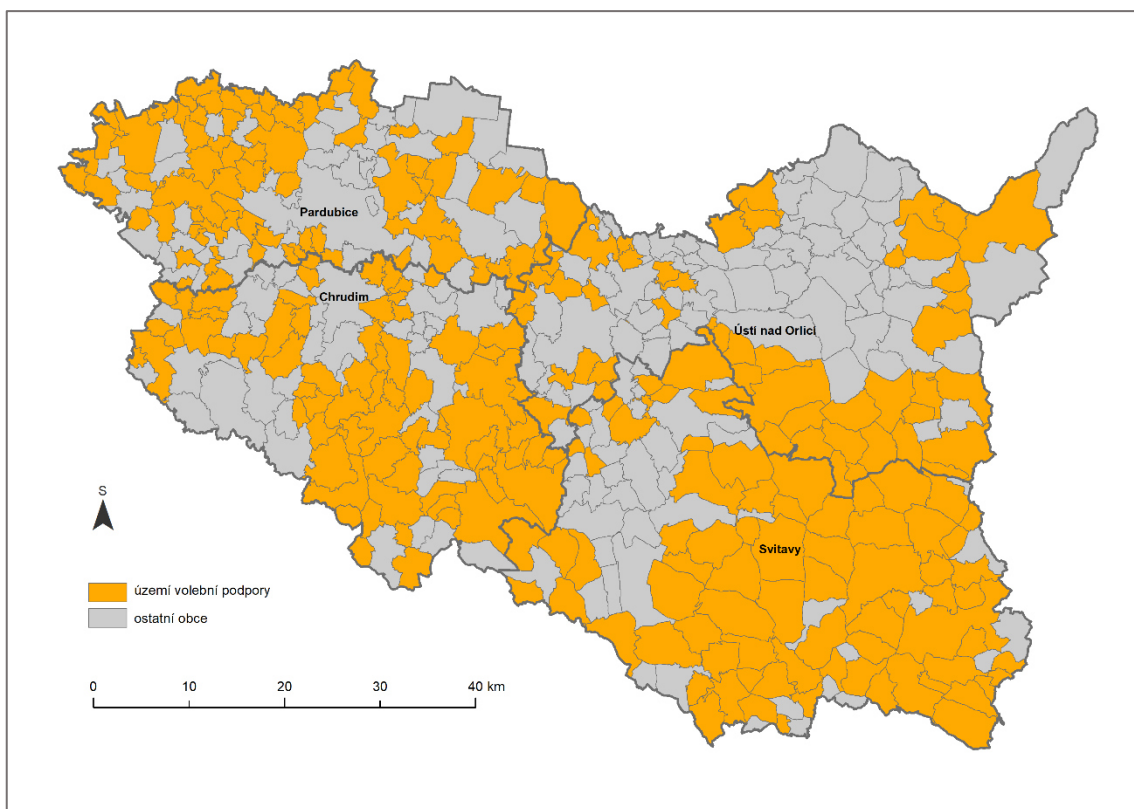 Pardubice
Chrudim
Ústí nad Orlicí
S
Svitavy
území volební podpory
ostatní obce
0 10 20 30 40 km